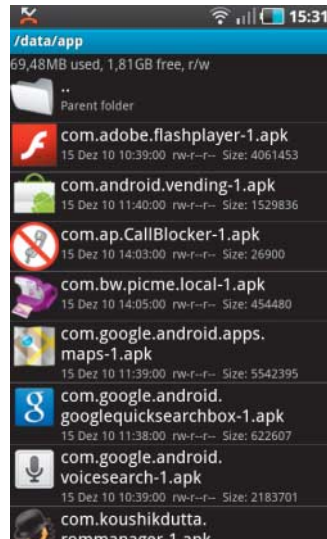 15:31
/data/app
69,48MB used, 1,81GB free, r/w
..
Parent folder
com.adobe.flashplayer-1.apk
15 Dez 10 10:39:00 rw-r--r-- Size: 4061453
com.android.vending-1.apk
15 Dez 10 11:40:00 rw-r--r-- Size: 1529836
com.ap.CallBlocker-1.apk
15 Dez 10 14:03:00 rw-r--r-- Size: 26900
com.bw.picme.local-1.apk
15 Dez 10 14:05:00 rw-r--r-- Size: 454480
com.google.android.apps.
maps-1.apk
15 Dez 10 11:39:00 rw-r--r-- Size: 5542395
com.google.android.
googlequicksearchbox-1.apk
15 Dez 10 11:38:00 rw-r--r-- Size: 622607
com.google.android.
voicesearch-1.apk
15 Dez 10 10:39:00 rw-r--r-- Size: 2183701
com.koushikdutta.
rommanager-1.apk